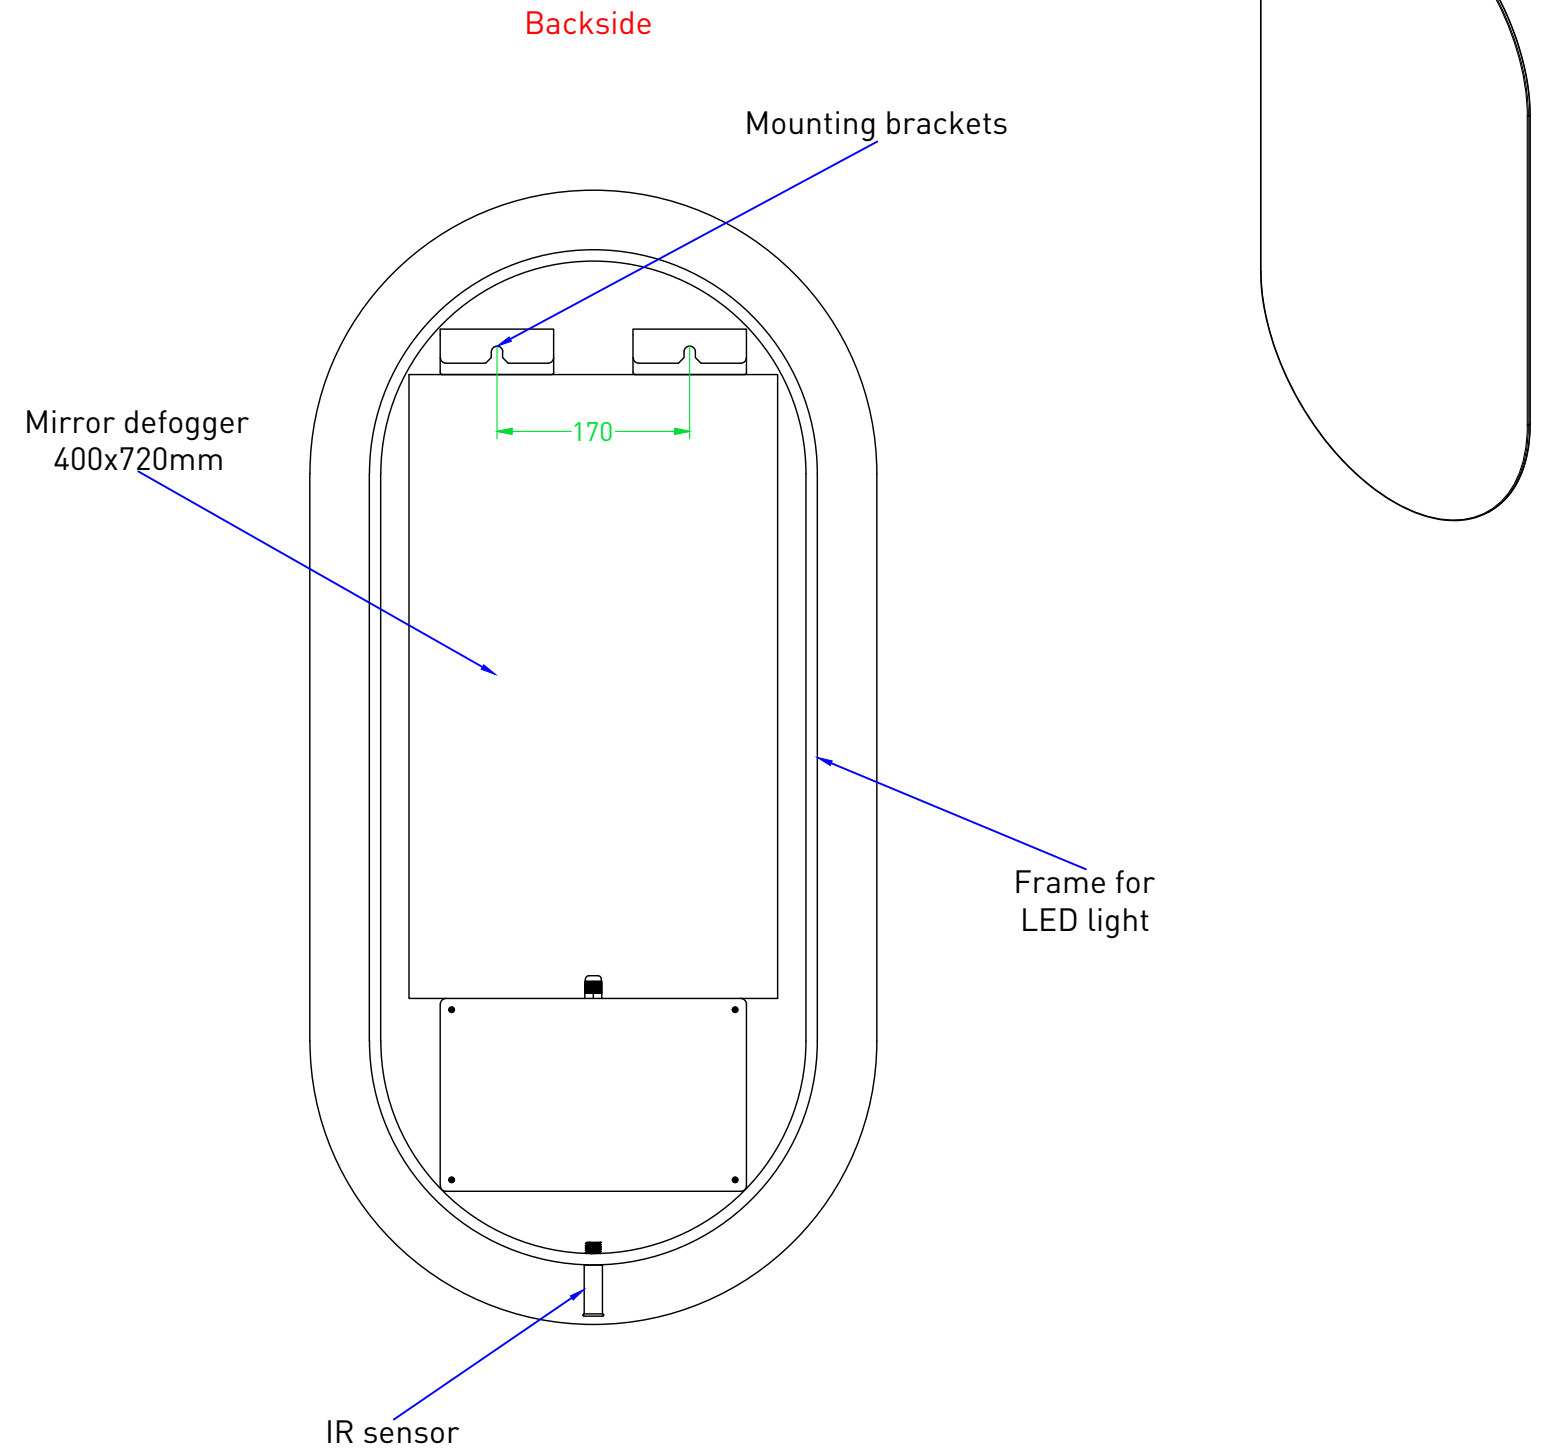 Backside
Mounting brackets
Mirror defogger
400x720mm
170
Frame for
LED light
IR sensor